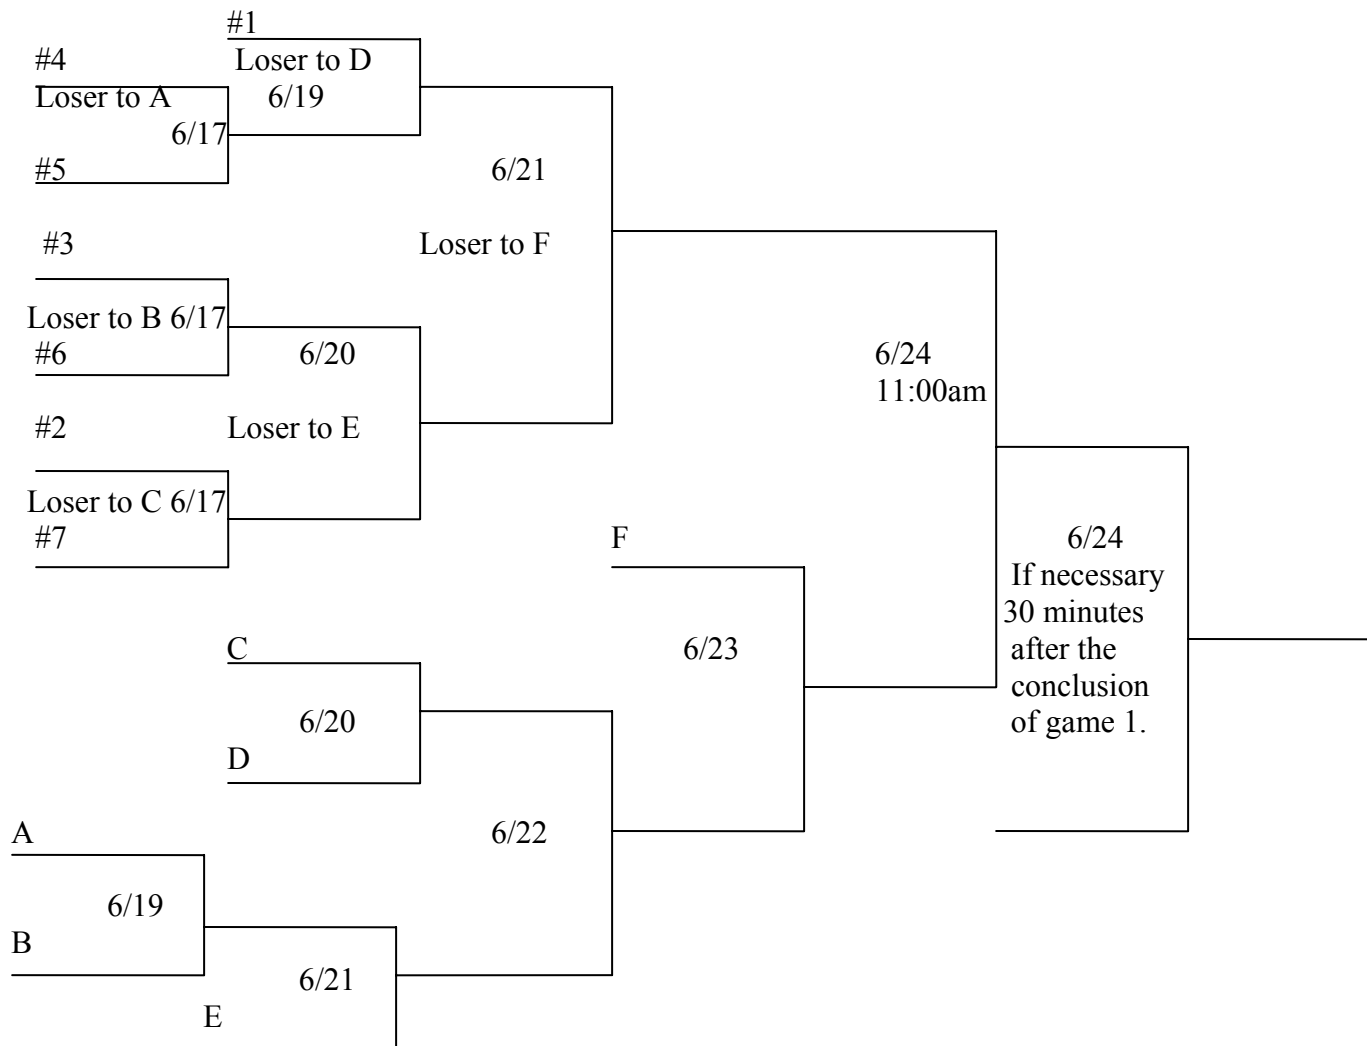 #1
#4
Loser to D
Loser to A
6/19
6/17
#5
6/21
#3
Loser to F
Loser to B 6/17
#6
6/20
6/24
11:00am
#2
Loser to E
Loser to C 6/17
#7
F
6/24
If necessary
30 minutes
after the
conclusion
of game 1.
C
6/23
6/20
D
A
6/22
6/19
B
6/21
E